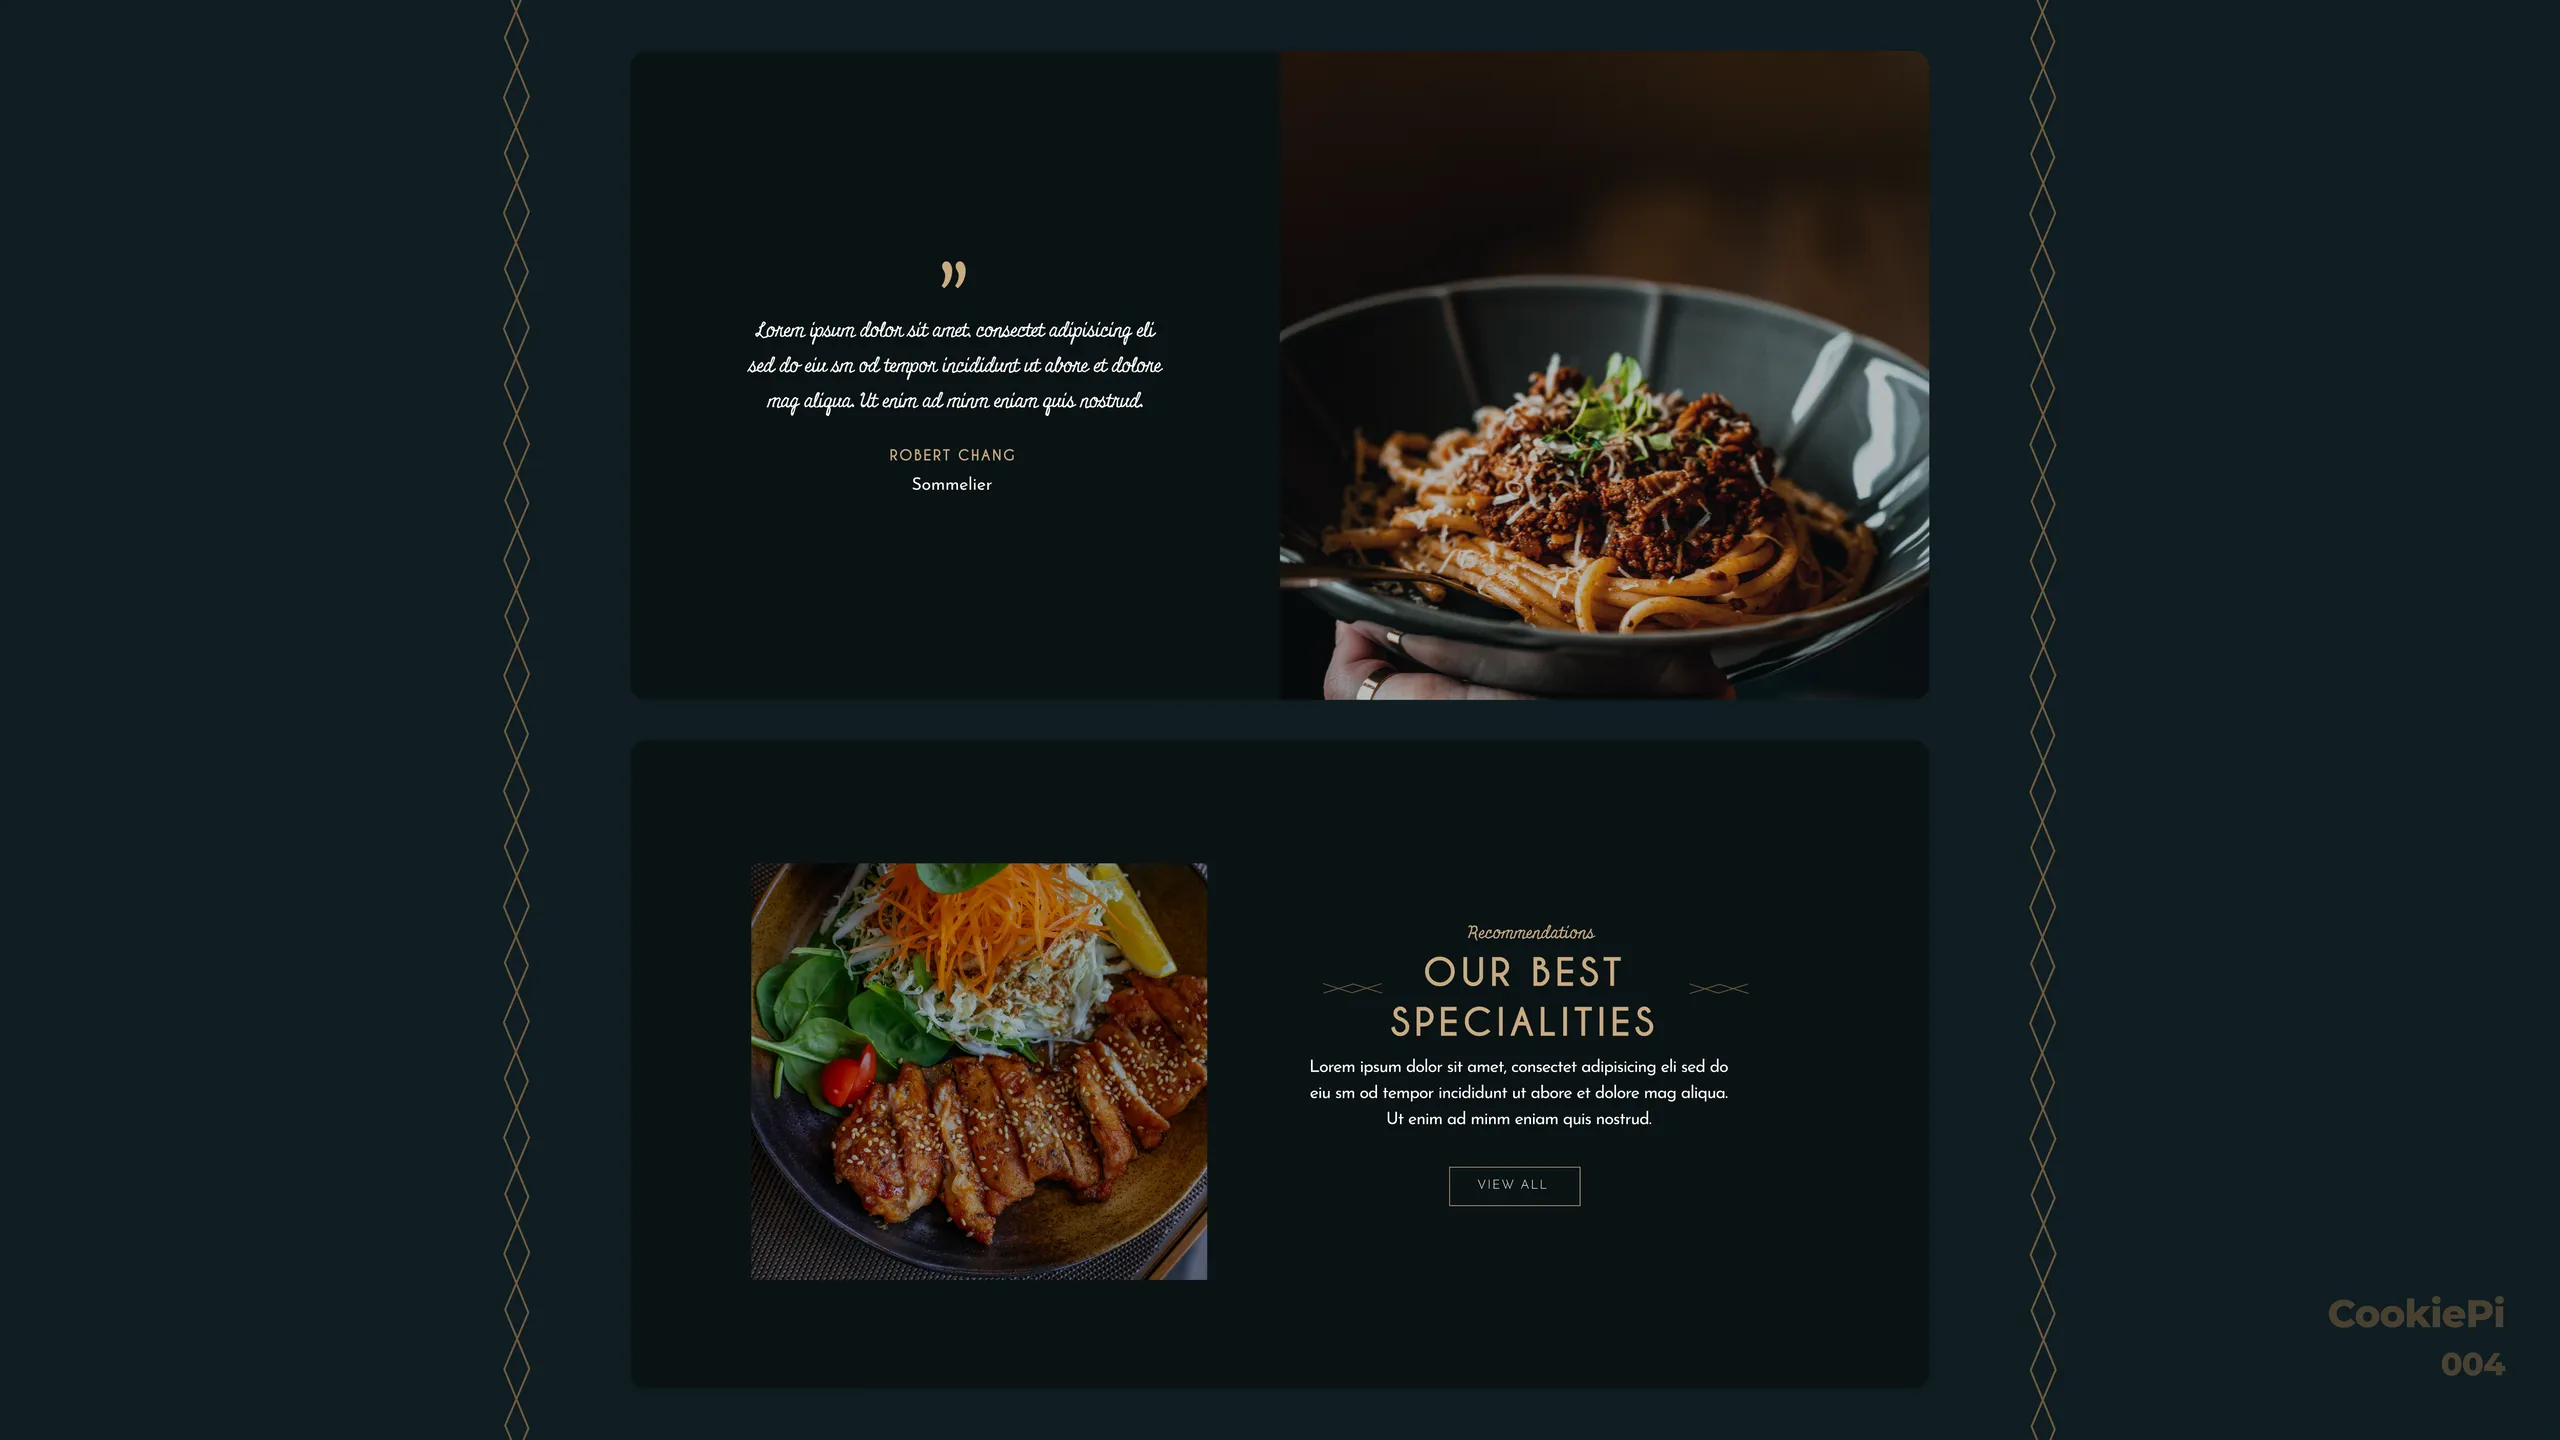 ”
Lorem ipsum dolor sit amet, consectet adipisicing eli
sed do eiu sm od tempor incididunt ut abore et dolore
mag aliqua. Ut enim ad minm eniam quis nostrud.
ROBERT CHANG
Sommelier
Recommendations
OUR BEST
SPECIALITIES
Lorem ipsum dolor sit amet, consectet adipisicing eli sed do
eiu sm od tempor incididunt ut abore et dolore mag aliqua.
Ut enim ad minm eniam quis nostrud.
VIEW ALL
CookiePi
004